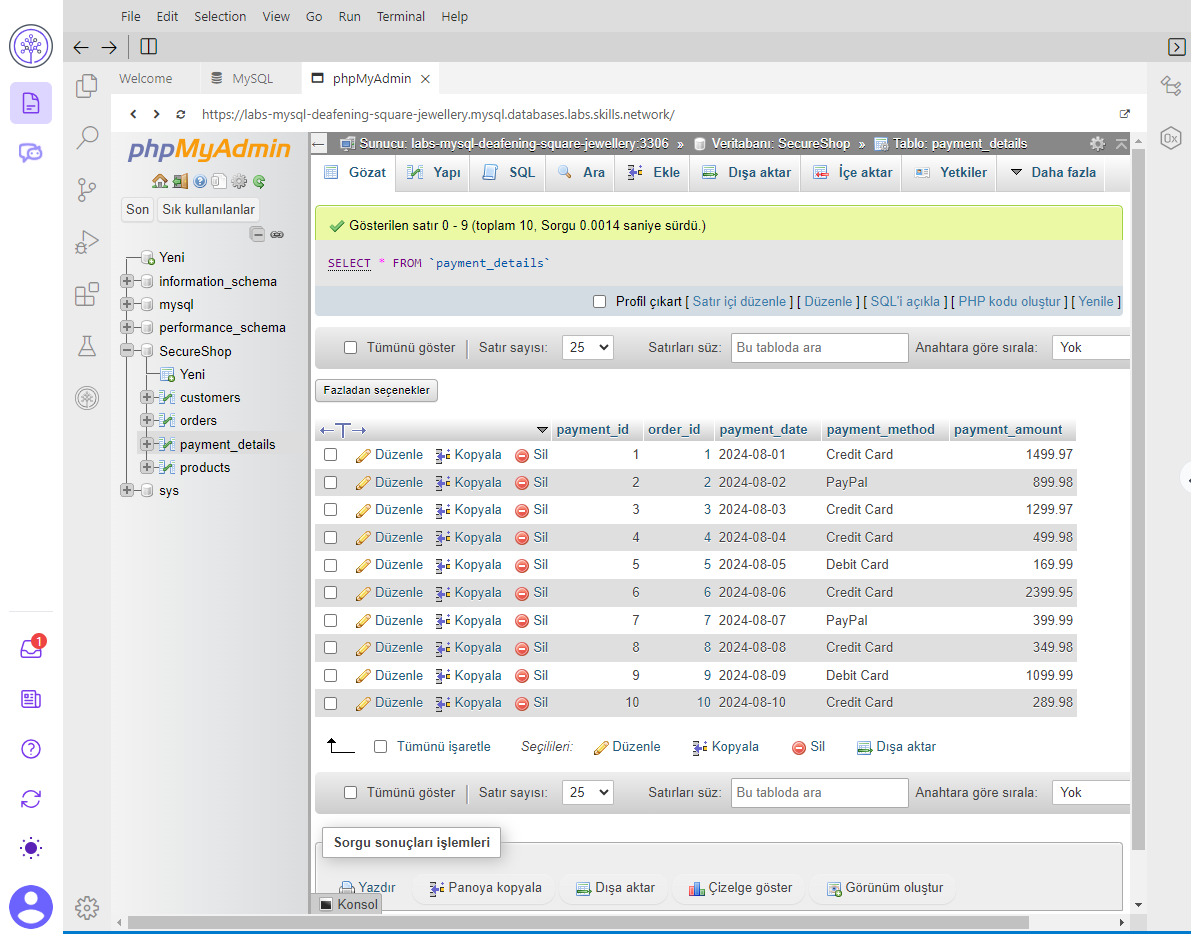 File Edit Selection View Go Run Terminal Help
Welcome MySQL phpMyAdmin
https://labs-mysql-deafening-square-jewellery.mysql.databases.labs.skills.network/
phpMyAdmin
Son Sık kullanılanlar
Yeni
information_schema
mysql
performance_schema
SecureShop
Yeni
customers
orders
payment_details
products
sys
Sunucu: labs-mysql-deafening-square-jewellery:3306 » Veritabanı: SecureShop » Tablo: payment_details
Gözat Yapı SQL Ara Ekle Dışa aktar İçe aktar Yetkiler Daha fazla
Gösterilen satır 0 - 9 (toplam 10, Sorgu 0.0014 saniye sürdü.)
SELECT * FROM `payment_details`
Profil çıkart [ Satır içi düzenle ] [ Düzenle ] [ SQL'i açıkla ] [ PHP kodu oluştur ] [ Yenile ]
Tümünü göster Satır sayısı: 25 Satırları süz: Bu tabloda ara Anahtara göre sırala: Yok
Fazladan seçenekler
payment_id order_id payment_date payment_method payment_amount
Düzenle Kopyala Sil 1 1 2024-08-01 Credit Card 1499.97
Düzenle Kopyala Sil 2 2 2024-08-02 PayPal 899.98
Düzenle Kopyala Sil 3 3 2024-08-03 Credit Card 1299.97
Düzenle Kopyala Sil 4 4 2024-08-04 Credit Card 499.98
Düzenle Kopyala Sil 5 5 2024-08-05 Debit Card 169.99
Düzenle Kopyala Sil 6 6 2024-08-06 Credit Card 2399.95
Düzenle Kopyala Sil 7 7 2024-08-07 PayPal 399.99
Düzenle Kopyala Sil 8 8 2024-08-08 Credit Card 349.98
Düzenle Kopyala Sil 9 9 2024-08-09 Debit Card 1099.99
Düzenle Kopyala Sil 10 10 2024-08-10 Credit Card 289.98
Tümünü işaretle Seçilileri: Düzenle Kopyala Sil Dışa aktar
Tümünü göster Satır sayısı: 25 Satırları süz: Bu tabloda ara Anahtara göre sırala: Yok
Sorgu sonuçları işlemleri
Yazdır Panoya kopyala Dışa aktar Çizelge göster Görünüm oluştur
Konsol
1
0x